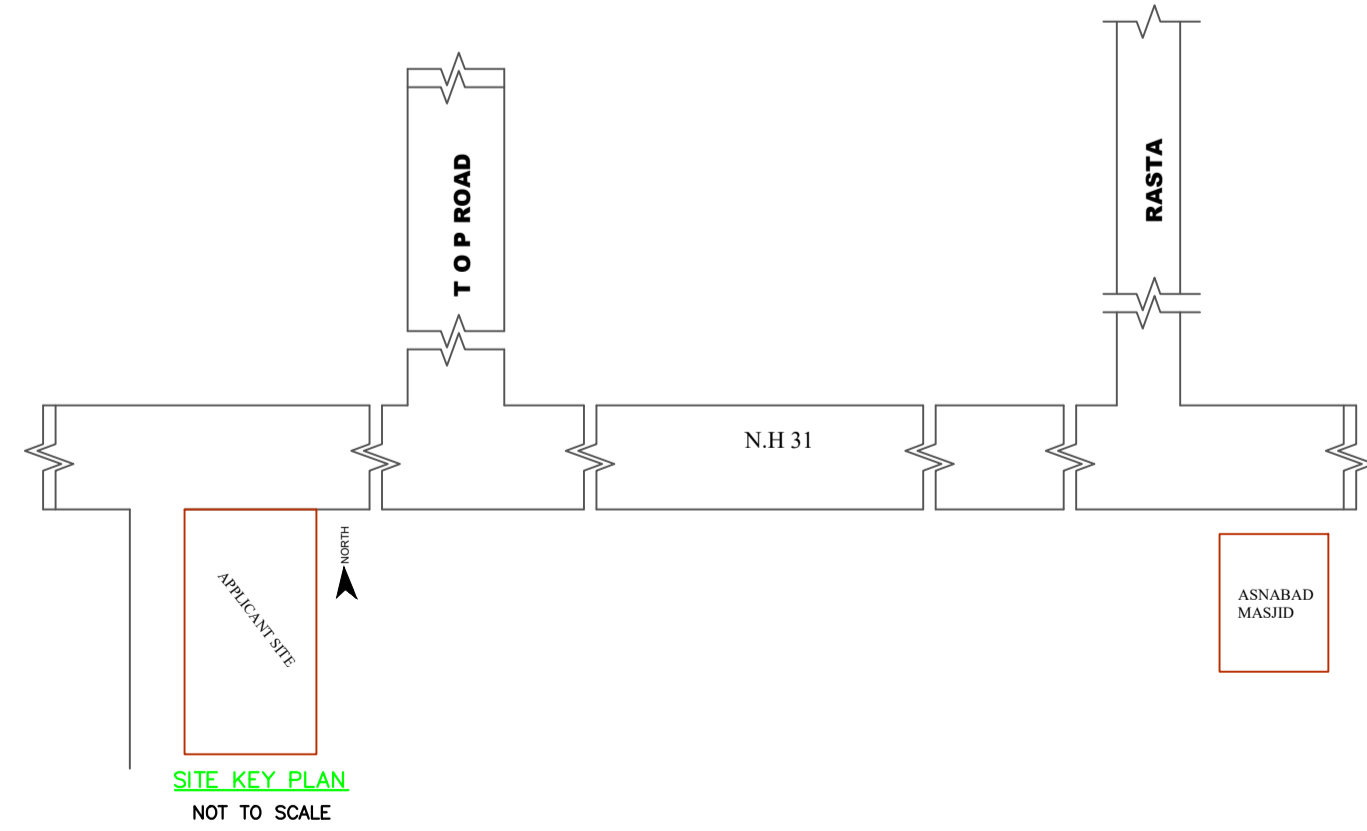 T O P ROAD
RASTA
N.H 31
NORTH
APPLICANT SITE
ASNABAD
MASJID
SITE KEY PLAN
NOT TO SCALE